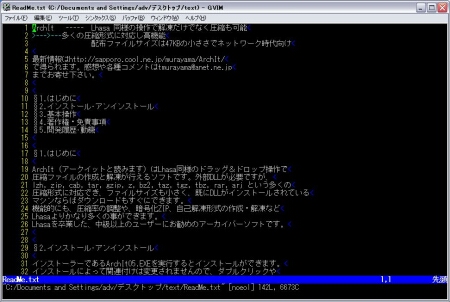 ReadMe.txt (C:¥Documents and Settings¥adv¥デスクトップ¥text) - GVIM
ファイル(F) 編集(E) ツール(T) シンタックス(S) バッファ(B) ウィンドウ(W) ヘルプ(H)
1 ArchIt ----- Lhasa 同様の操作で解凍だけでなく圧縮も可能
2 >----多くの圧縮形式に対応し高機能
3 配布ファイルサイズは47KBの小ささでネットワーク時代向け
4
5 最新情報はhttp://sapporo.cool.ne.jp/murayama/ArchIt/
6 で得られます。感想や各種コメントはtmurayama@anet.ne.jp
7 までお寄せ下さい。
8
9
10 §1.はじめに
11 §2.インストール・アンインストール
12 §3.基本操作
13 §4.著作権・免責事項
14 §5.開発履歴・動機
15
16
17 §1.はじめに
18
19 ArchIt (アークイットと読みます) はLhasa同様のドラッグ＆ドロップ操作で
20 圧縮ファイルの作成と解凍が行えるソフトです。外部DLLが必要ですが、
21 lzh, zip, cab, tar, gzip, z, bz2, taz, tgz, tbz, rar, arj という多くの
22 圧縮形式に対応でき、ファイルサイズも小さく、既にDLLがインストールされている
23 マシンならばダウンロードもすぐにできます。
24 機能的にも、圧縮率の調整や、暗号化ZIP、自己解凍形式の作成・解凍など
25 Lhasaよりかなり多くの事ができます。
26 Lhasaを卒業した、中級以上のユーザーにお勧めのアーカイバーソフトです。
27
28
29 §2.インストール・アンインストール
30
31 インストーラーであるArchIt05.EXEを実行するとインストールができます。
32 インストールによって関連付けは変更されませんので、ダブルクリックや
ReadMe.txt 1,1 先頭
"C:/Documents and Settings/adv/デスクトップ/text/ReadMe.txt" [noeol] 142L, 6673C